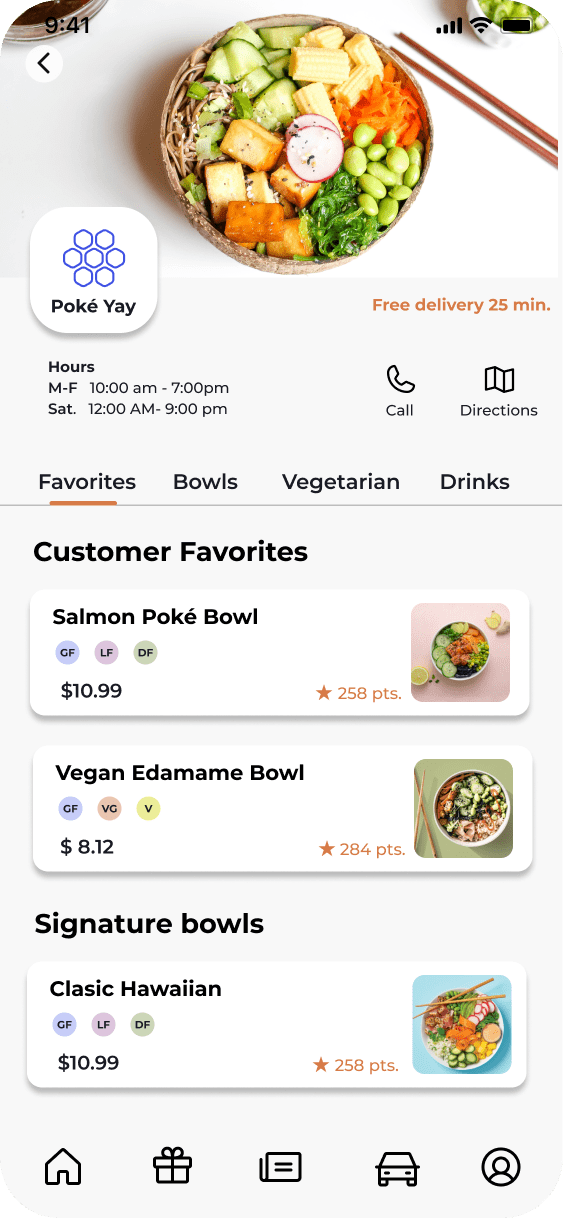 9:41
Poké Yay
Free delivery 25 min.
Hours
M-F 10:00 am - 7:00pm
Sat. 12:00 AM- 9:00 pm
Call
Directions
Favorites Bowls Vegetarian Drinks
Customer Favorites
Salmon Poké Bowl
GF LF DF
$10.99
258 pts.
Vegan Edamame Bowl
GF VG V
$ 8.12
284 pts.
Signature bowls
Clasic Hawaiian
GF LF DF
$10.99
258 pts.